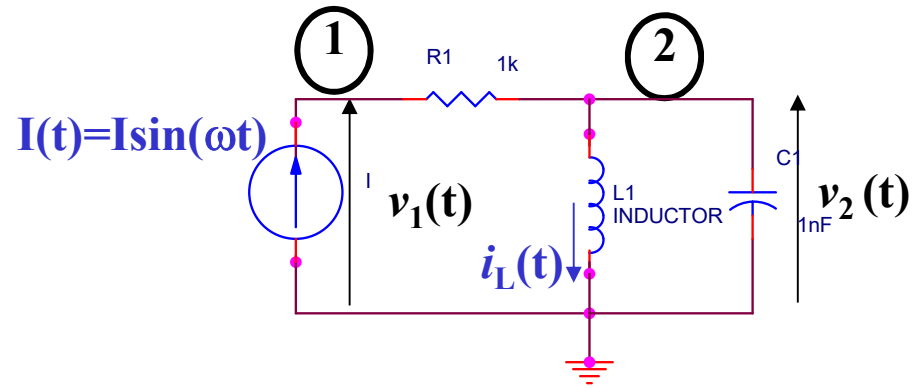 1
2
R1
1k
I(t)=Isin(ωt)
I
v1(t)
L1
INDUCTOR
iL(t)
C1
1nF
v2 (t)